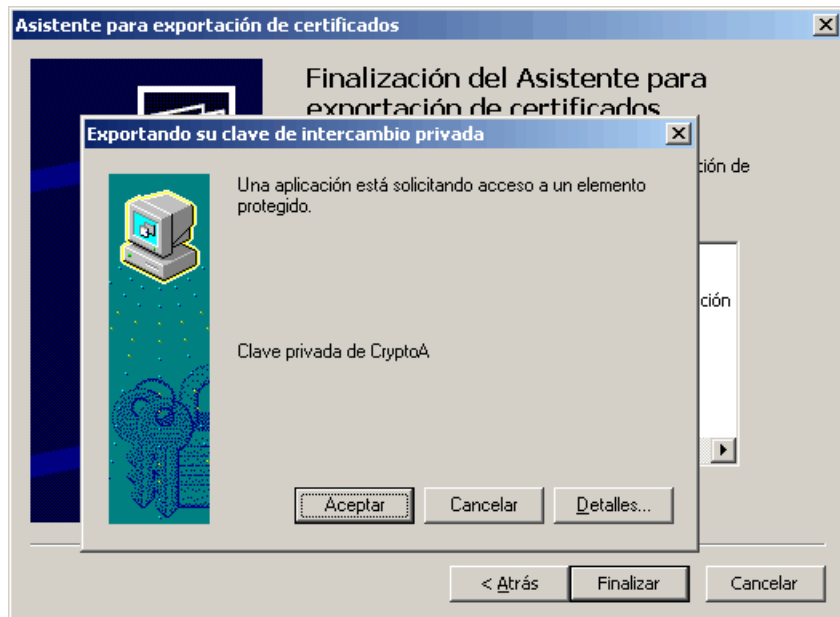 Asistente para exportación de certificados
Finalización del Asistente para
exportación de certificados
Exportando su clave de intercambio privada
ción de
Una aplicación está solicitando acceso a un elemento
protegido.
ción
Clave privada de CryptoA
Aceptar
Cancelar
Detalles...
< Atrás
Finalizar
Cancelar